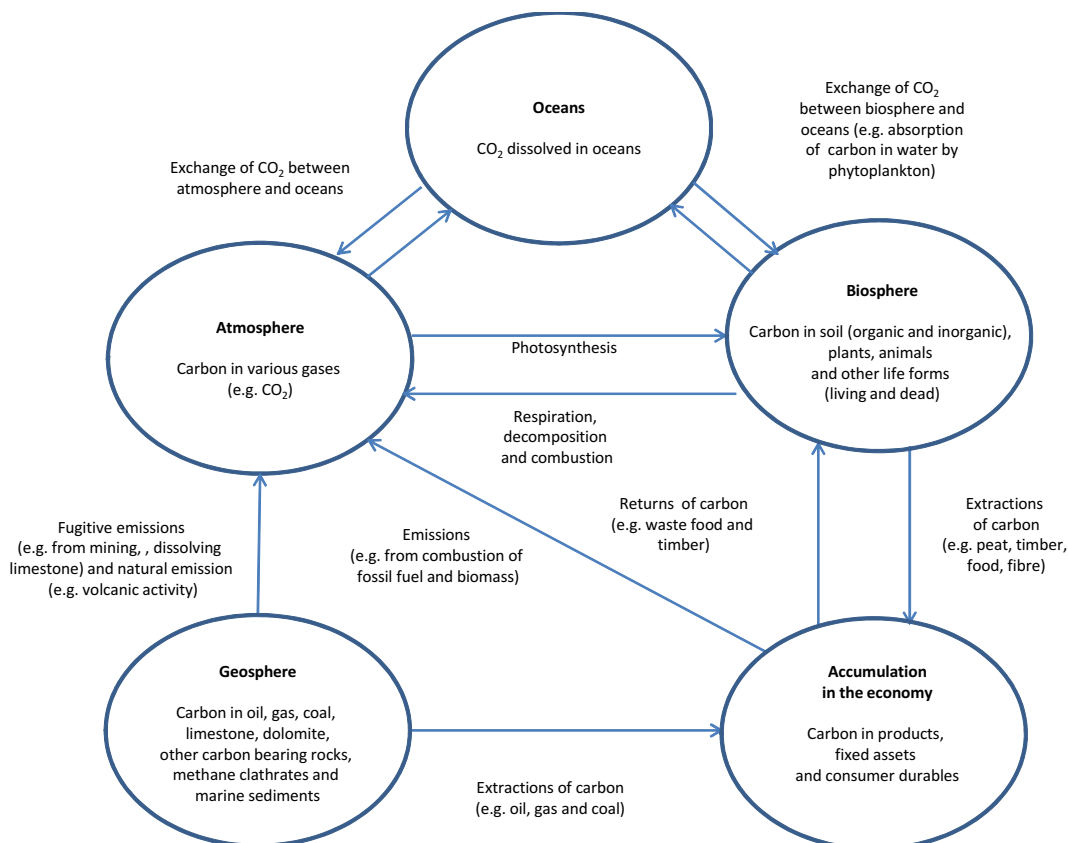 Oceans
CO₂ dissolved in oceans
Exchange of CO₂
between biosphere and
oceans (e.g. absorption
of carbon in water by
phytoplankton)
Exchange of CO₂ between
atmosphere and oceans
Atmosphere
Carbon in various gases
(e.g. CO₂)
Photosynthesis
Respiration,
decomposition
and combustion
Biosphere
Carbon in soil (organic and inorganic),
plants, animals
and other life forms
(living and dead)
Fugitive emissions
(e.g. from mining, , dissolving
limestone) and natural emission
(e.g. volcanic activity)
Emissions
(e.g. from combustion of
fossil fuel and biomass)
Returns of carbon
(e.g. waste food and
timber)
Extractions
of carbon
(e.g. peat, timber,
food, fibre)
Geosphere
Carbon in oil, gas, coal,
limestone, dolomite,
other carbon bearing rocks,
methane clathrates and
marine sediments
Extractions of carbon
(e.g. oil, gas and coal)
Accumulation
in the economy
Carbon in products,
fixed assets
and consumer durables